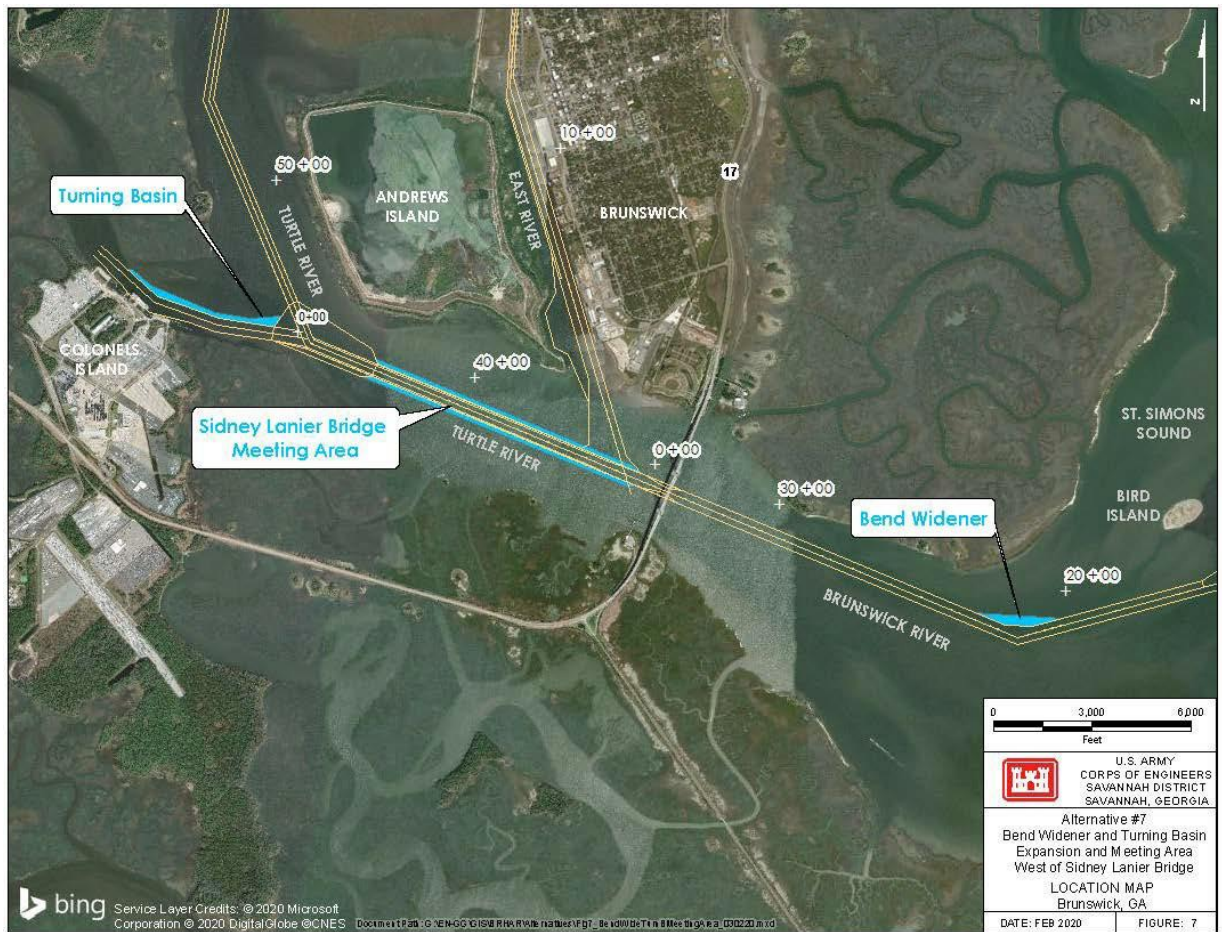 N
10+00
50+00
17
Turning Basin
ANDREWS
ISLAND
EAST RIVER
BRUNSWICK
TURTLE RIVER
0+00
COLONELS
ISLAND
40+00
Sidney Lanier Bridge
Meeting Area
TURTLE RIVER
0+00
30+00
ST. SIMONS
SOUND
BIRD
ISLAND
Bend Widener
20+00
BRUNSWICK RIVER
0 3,000 6,000
Feet
U.S. ARMY
CORPS OF ENGINEERS
SAVANNAH DISTRICT
SAVANNAH, GEORGIA
Alternative #7
Bend Widener and Turning Basin
Expansion and Meeting Area
West of Sidney Lanier Bridge
LOCATION MAP
Brunswick, GA
DATE: FEB 2020 FIGURE: 7
bing
Service Layer Credits: © 2020 Microsoft
Corporation © 2020 DigitalGlobe ©CNES
Document Path: